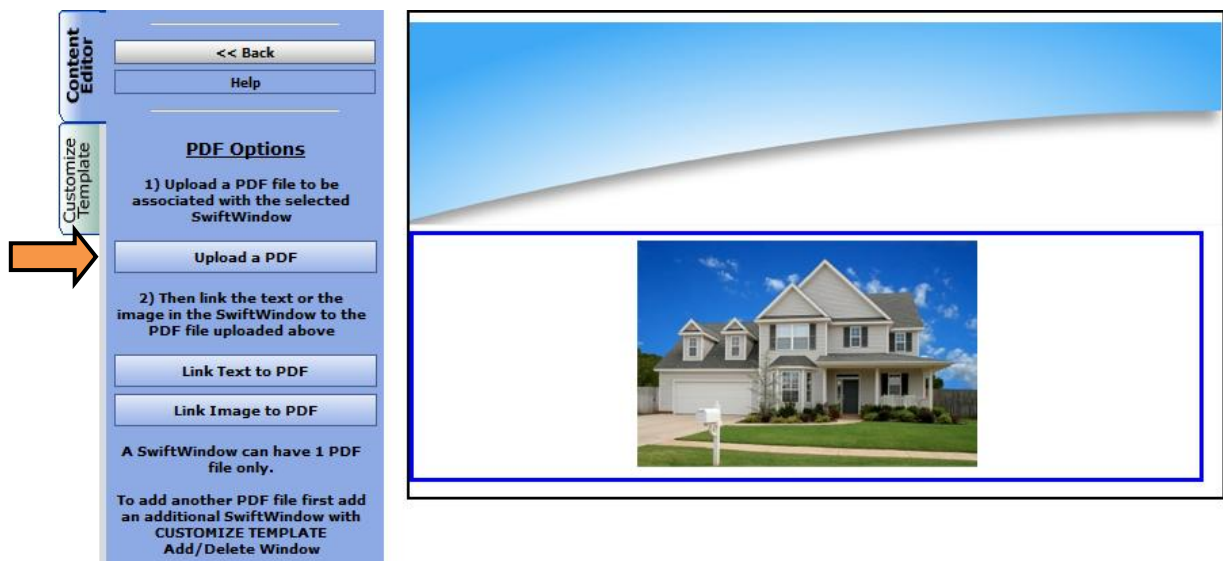 Content
Editor
Customize
Template
<< Back
Help
PDF Options
1) Upload a PDF file to be
associated with the selected
SwiftWindow
Upload a PDF
2) Then link the text or the
image in the SwiftWindow to the
PDF file uploaded above
Link Text to PDF
Link Image to PDF
A SwiftWindow can have 1 PDF
file only.
To add another PDF file first add
an additional SwiftWindow with
CUSTOMIZE TEMPLATE
Add/Delete Window